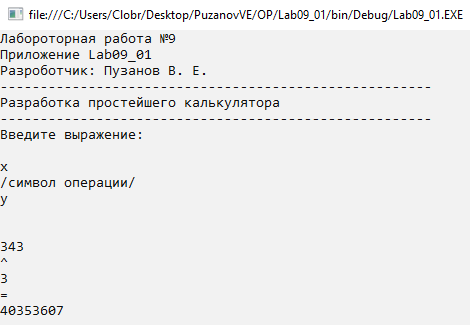 file:///C:/Users/Clobr/Desktop/PuzanovVE/OP/Lab09_01/bin/Debug/Lab09_01.EXE
Лабороторная работа №9
Приложение Lab09_01
Разроботчик: Пузанов В. Е.
------------------------------------------------------
Разработка простейшего калькулятора
------------------------------------------------------
Введите выражение:
x
/символ операции/
y
343
^
3
=
40353607